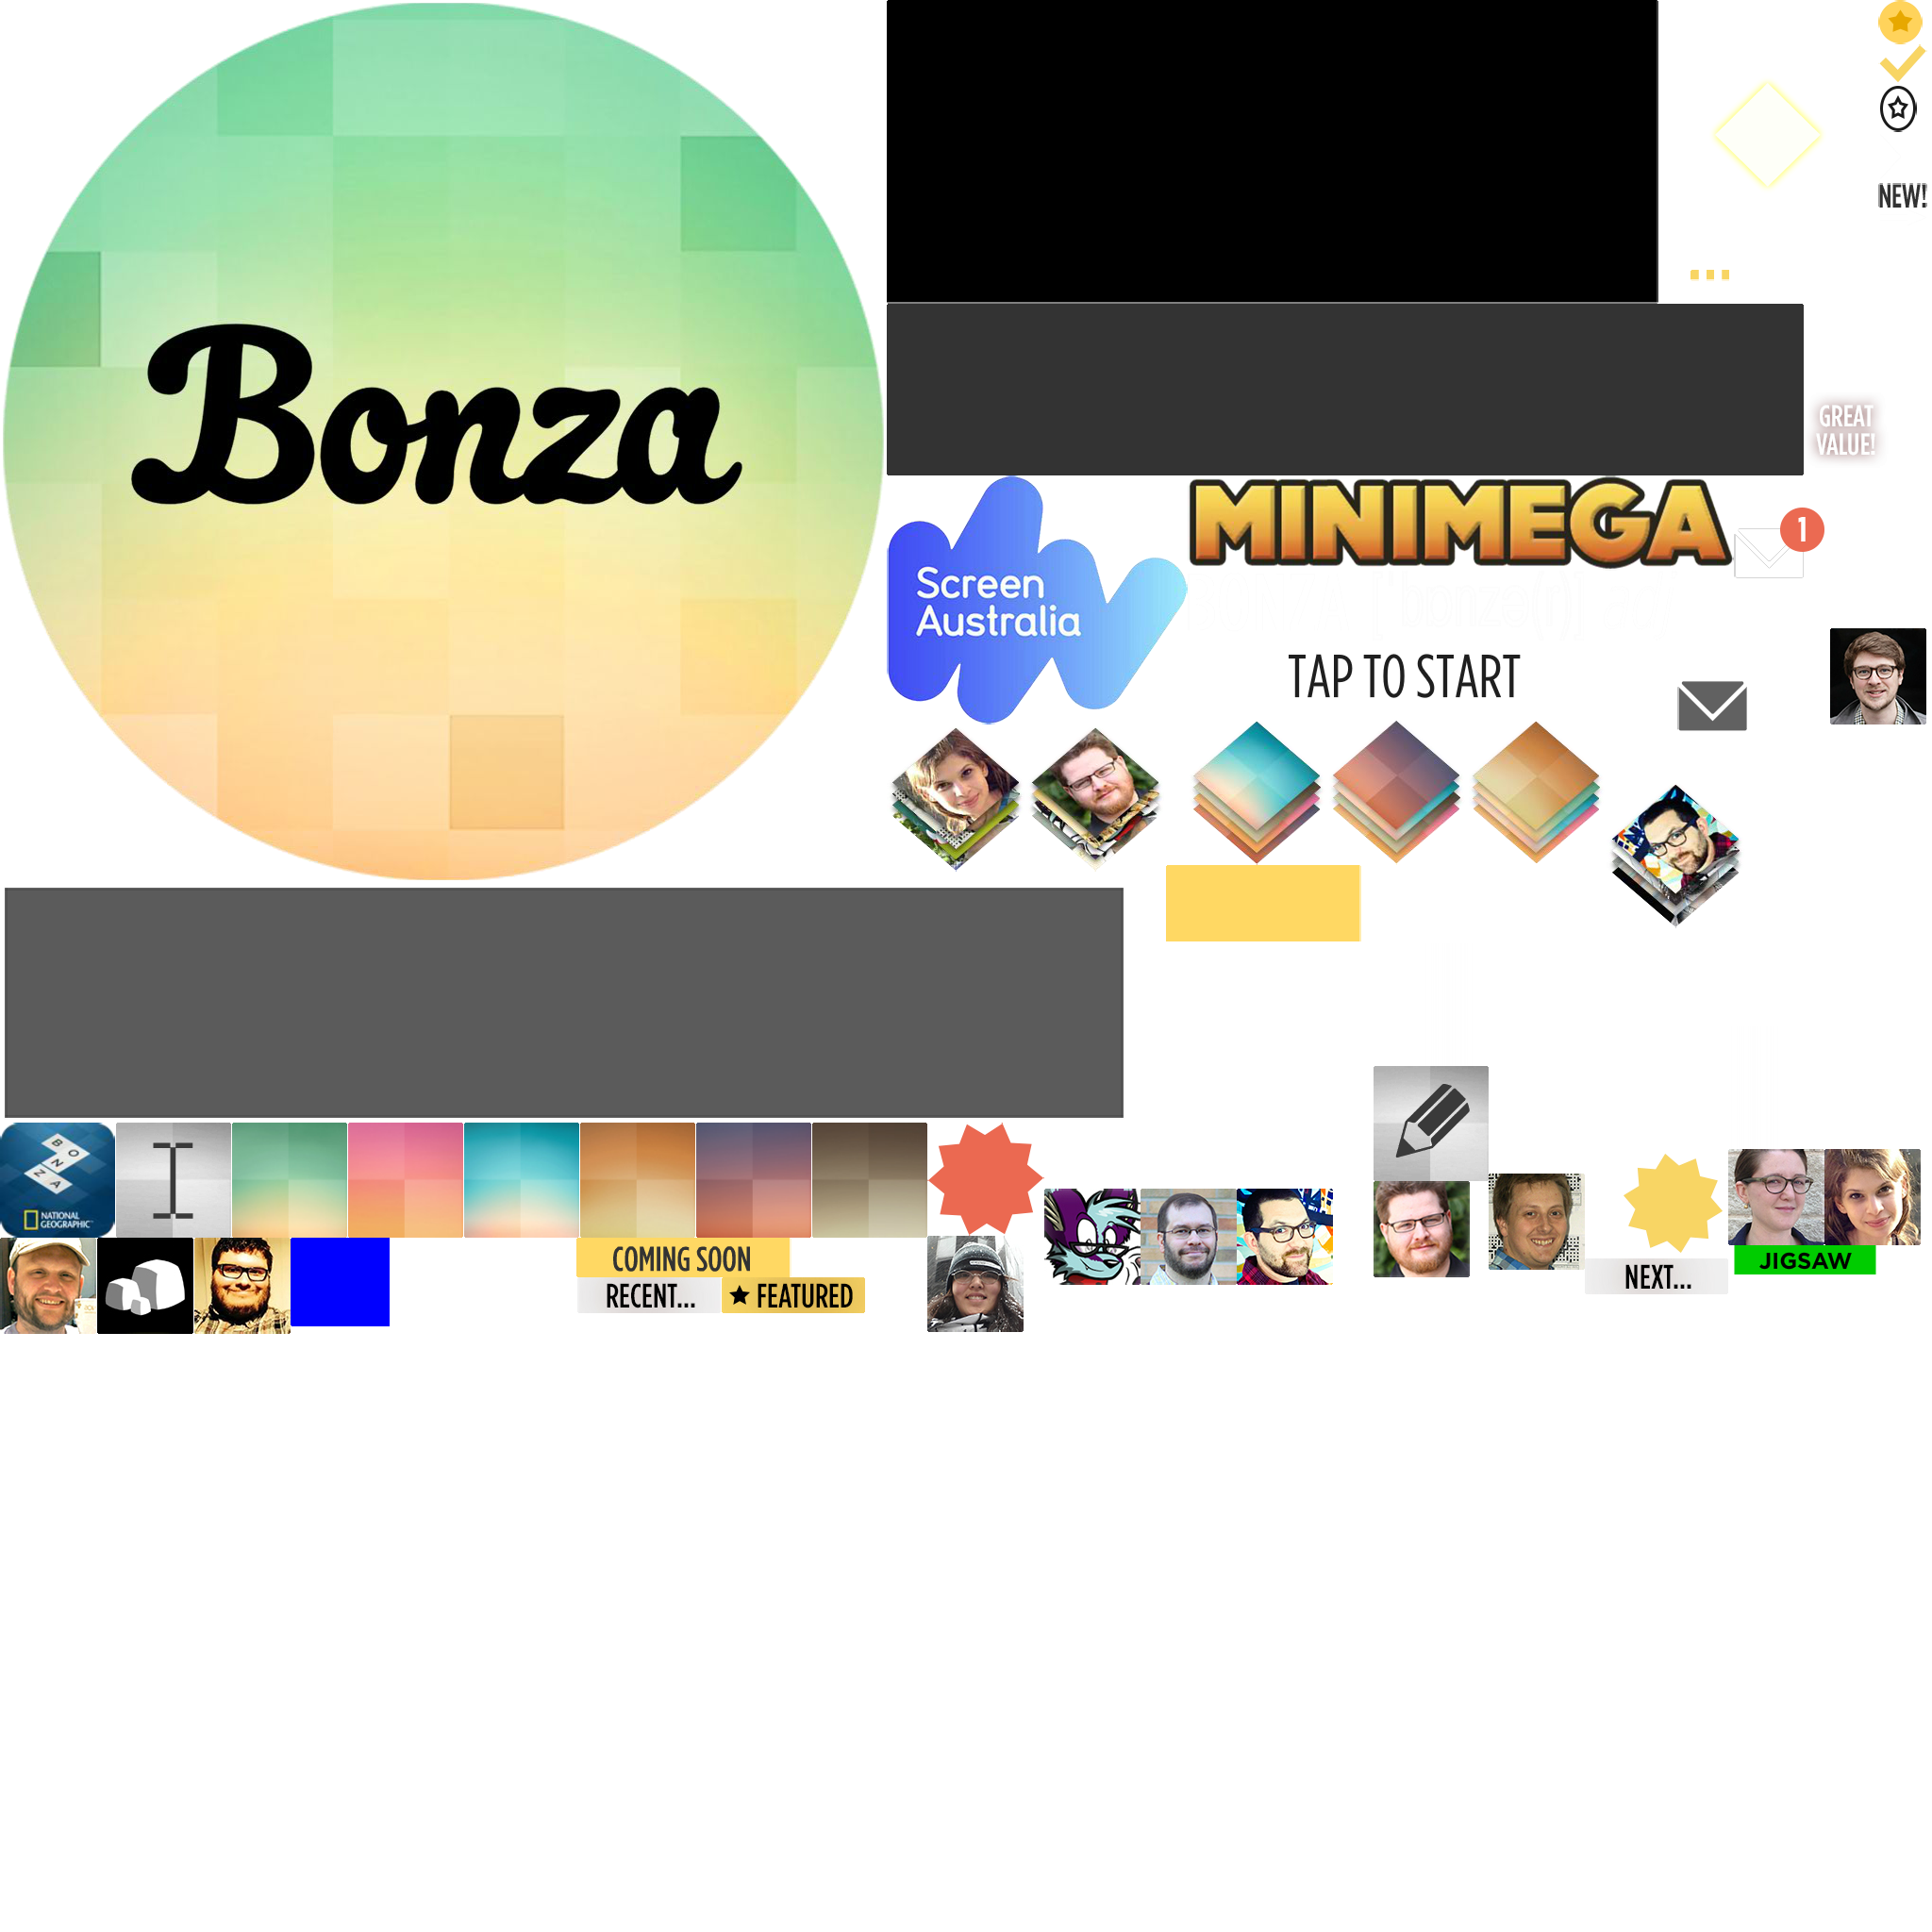 NEW!
Bonza
GREAT
VALUE!
MINIMEGA
1
Screen
Australia
TAP TO START
BONZA
NATIONAL
GEOGRAPHIC
JIGSAW
COMING SOON
NEXT...
RECENT...
FEATURED